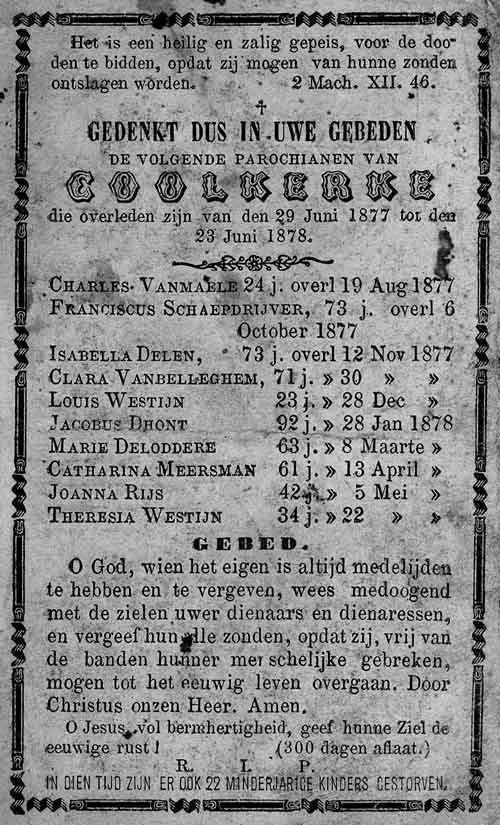 Het is een heilig en zalig gepeis, voor de doo-
den te bidden, opdat zij mogen van hunne zonden
ontslagen worden. 2 Mach. XII. 46.
✝
GEDENKT DUS IN UWE GEBEDEN
DE VOLGENDE PAROCHIANEN VAN
COOLKERKE
die overleden zijn van den 29 Juni 1877 tot den
23 Juni 1878.
CHARLES VANMAELE 24 j. overl 19 Aug 1877
FRANCISCUS SCHAEPDRIJVER, 73 j. overl 6
October 1877
ISABELLA DELEN, 73 j. overl 12 Nov 1877
CLARA VANBELLEGHEM, 71 j. » 30 » »
LOUIS WESTIJN 23 j. » 28 Dec »
JACOBUS DHONT 92 j. » 28 Jan 1878
MARIE DELODDERE 63 j. » 8 Maarte »
CATHARINA MEERSMAN 61 j. » 13 April »
JOANNA RIJS 42 j. » 5 Mei »
THERESIA WESTIJN 34 j. » 22 » »
GEBED.
O God, wien het eigen is altijd medelijden
te hebben en te vergeven, wees medoogend
met de zielen uwer dienaars en dienaressen,
en vergeef hun alle zonden, opdat zij, vrij van
de banden hunner menschelijke gebreken,
mogen tot het eeuwig leven overgaan. Door
Christus onzen Heer. Amen.
O Jesus, vol bermhertigheid, geef hunne Ziel de
eeuwige rust! (300 dagen aflaat.)
R. I. P.
IN DIEN TIJD ZIJN ER OOK 22 MINDERJARIGE KINDERS GESTORVEN.